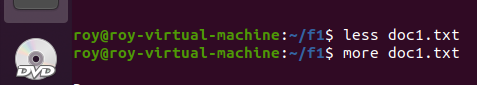 roy@roy-virtual-machine:~/f1$ less doc1.txt
roy@roy-virtual-machine:~/f1$ more doc1.txt
DVD